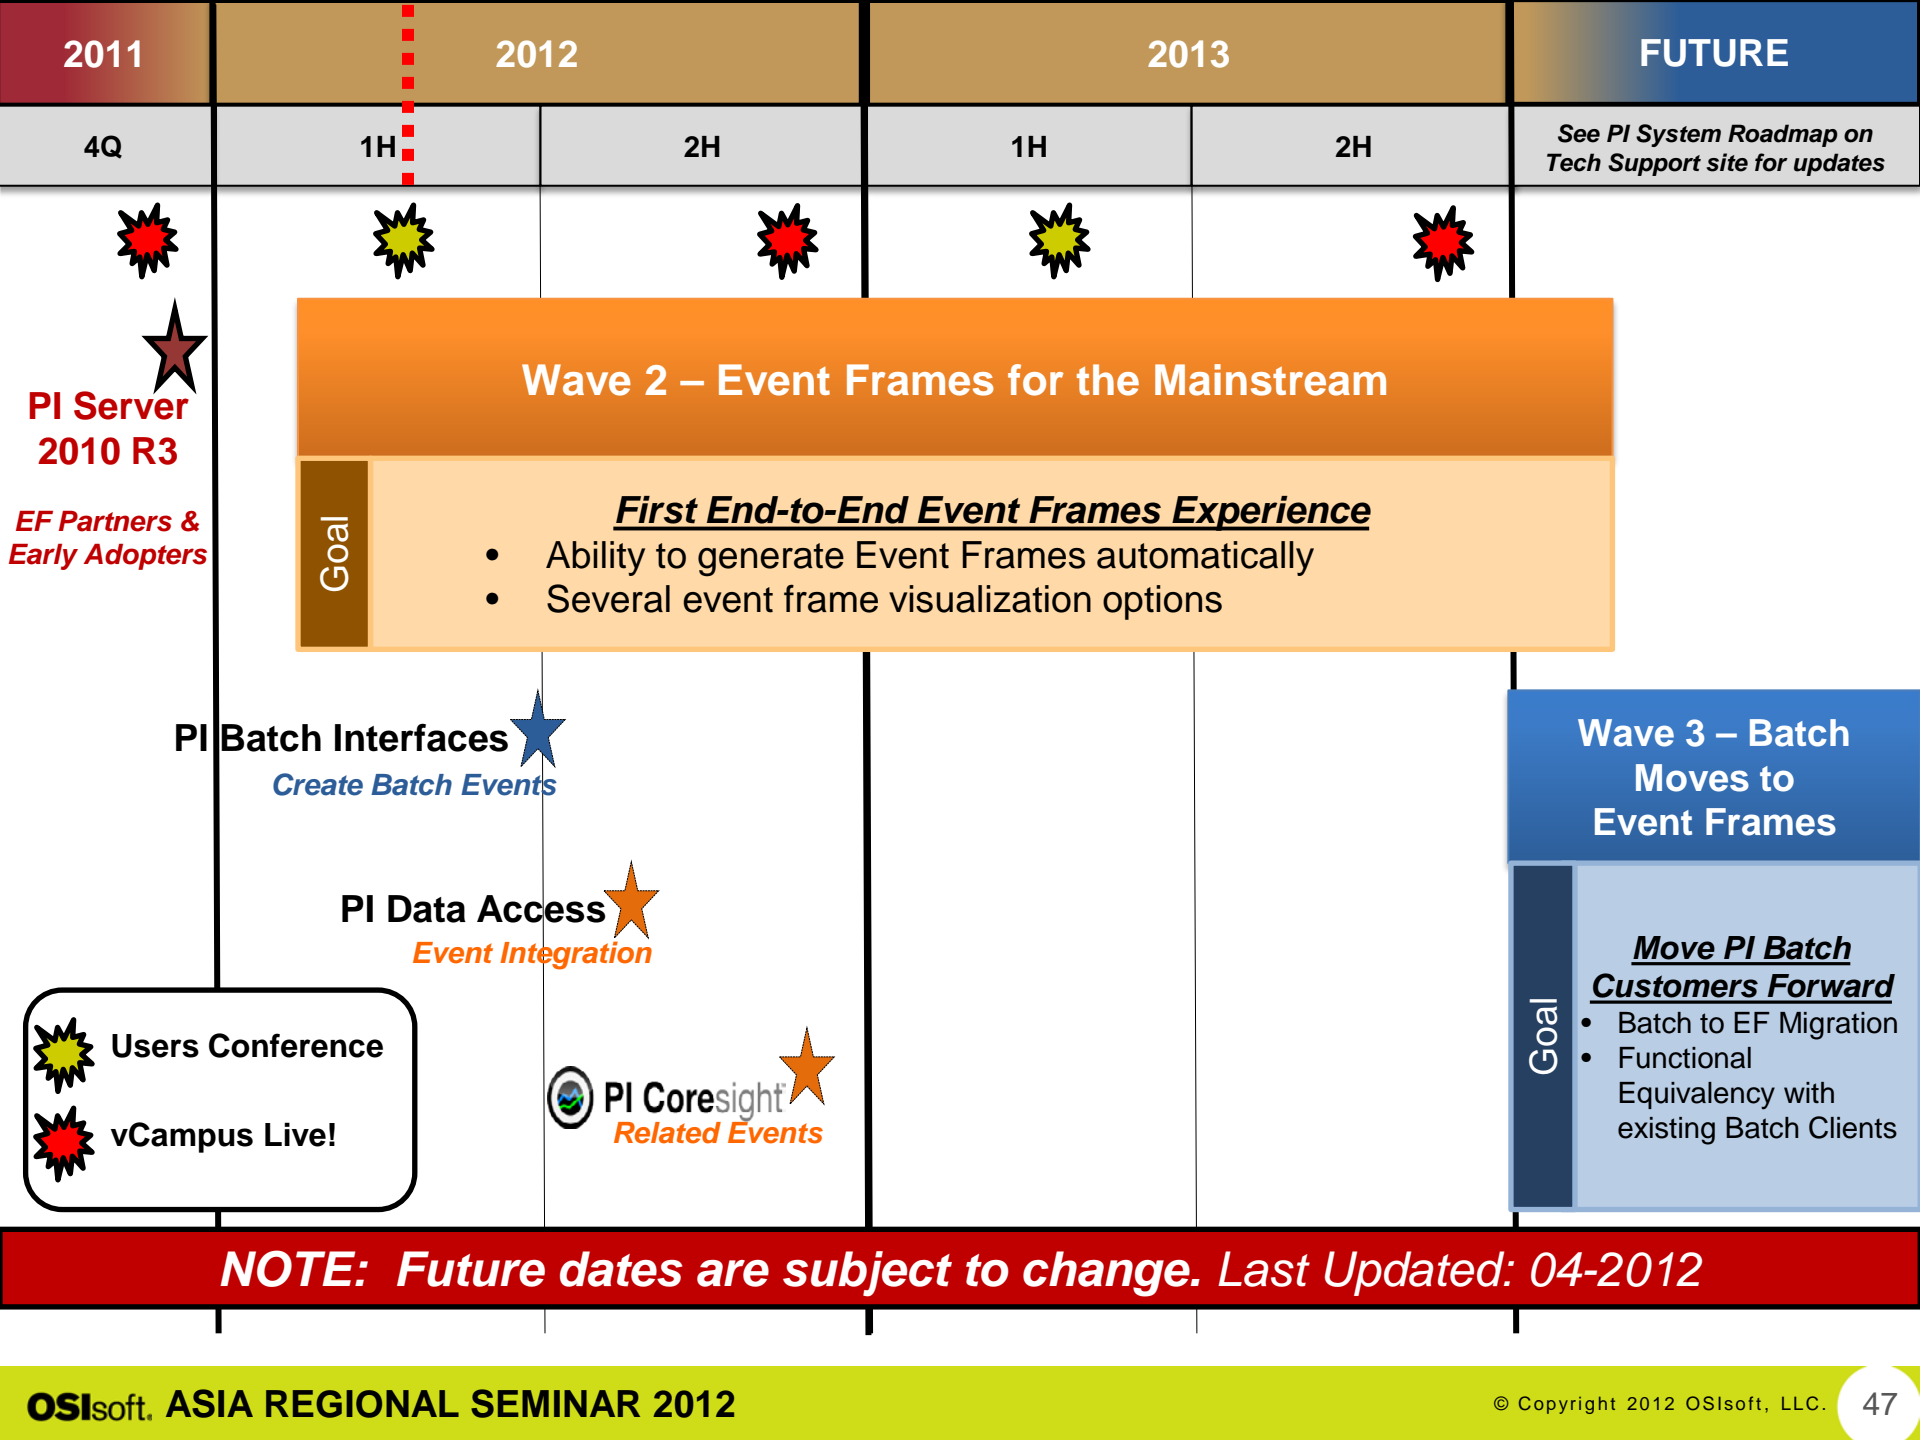 2011
2012
2013
FUTURE
4Q
1H
2H
1H
2H
See PI System Roadmap on
Tech Support site for updates
PI Server
2010 R3
EF Partners &
Early Adopters
Wave 2 – Event Frames for the Mainstream
Goal
First End-to-End Event Frames Experience
• Ability to generate Event Frames automatically
• Several event frame visualization options
PI Batch Interfaces
Create Batch Events
PI Data Access
Event Integration
PI Coresight
Related Events
Wave 3 – Batch
Moves to
Event Frames
Goal
Move PI Batch
Customers Forward
• Batch to EF Migration
• Functional
Equivalency with
existing Batch Clients
Users Conference
vCampus Live!
NOTE: Future dates are subject to change. Last Updated: 04-2012
OSIsoft. ASIA REGIONAL SEMINAR 2012
© Copyright 2012 OSIsoft, LLC.
47